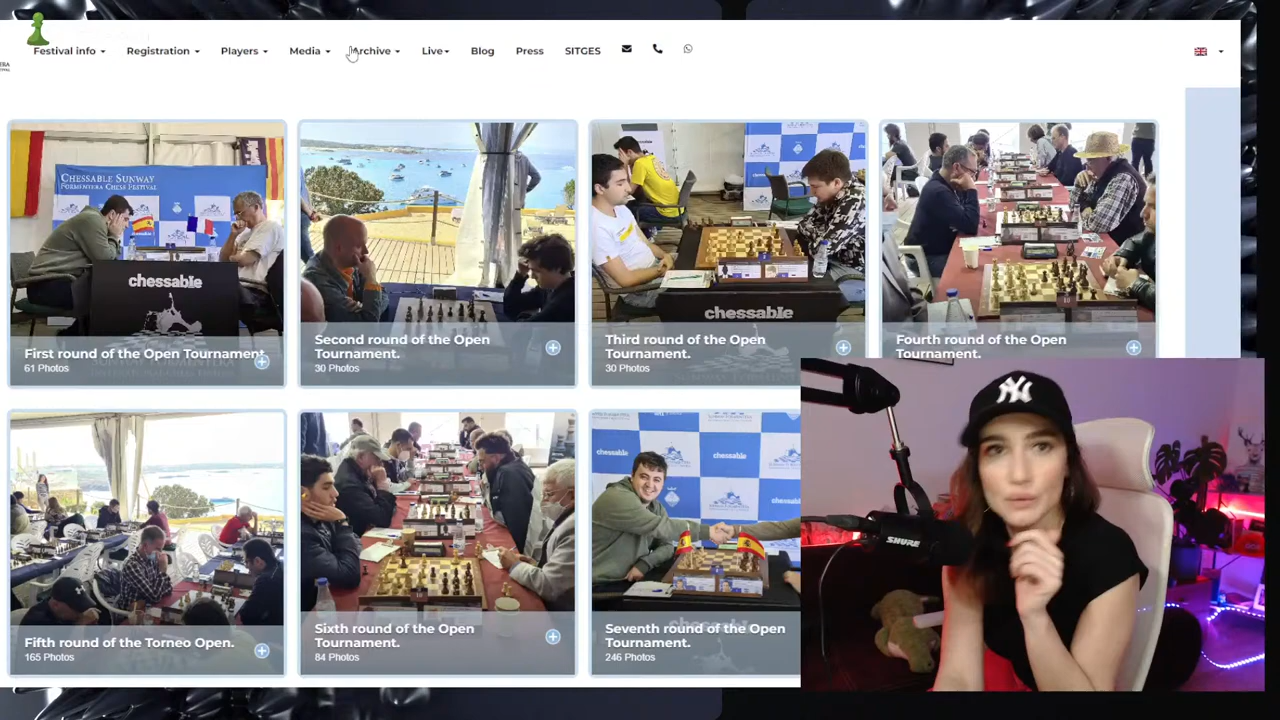 Festival info
Registration
Players
Media
Archive
Live
Blog
Press
SITGES
CHESSABLE SUNWAY
FORMENTERA CHESS FESTIVAL
chessable
First round of the Open Tournament.
61 Photos
Second round of the Open
Tournament.
30 Photos
chessable
Third round of the Open
Tournament.
30 Photos
Fourth round of the Open
Tournament.
Fifth round of the Torneo Open.
165 Photos
Sixth round of the Open
Tournament.
84 Photos
chessable
chessable
Seventh round of the Open
Tournament.
246 Photos
NY
SHURE